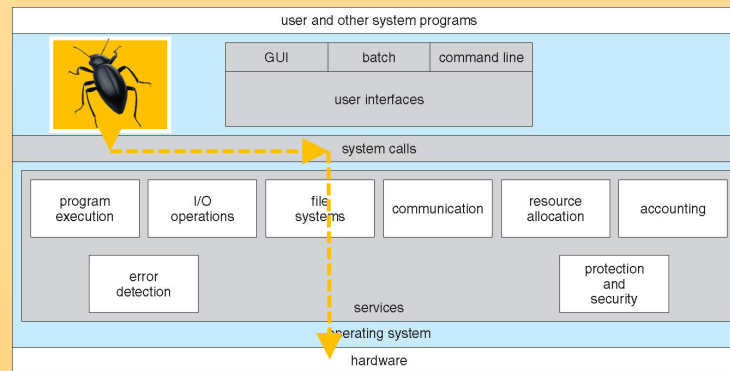 user and other system programs
GUI batch command line
user interfaces
system calls
program
execution
I/O
operations
file
systems
communication
resource
allocation
accounting
error
detection
protection
and
security
services
operating system
hardware